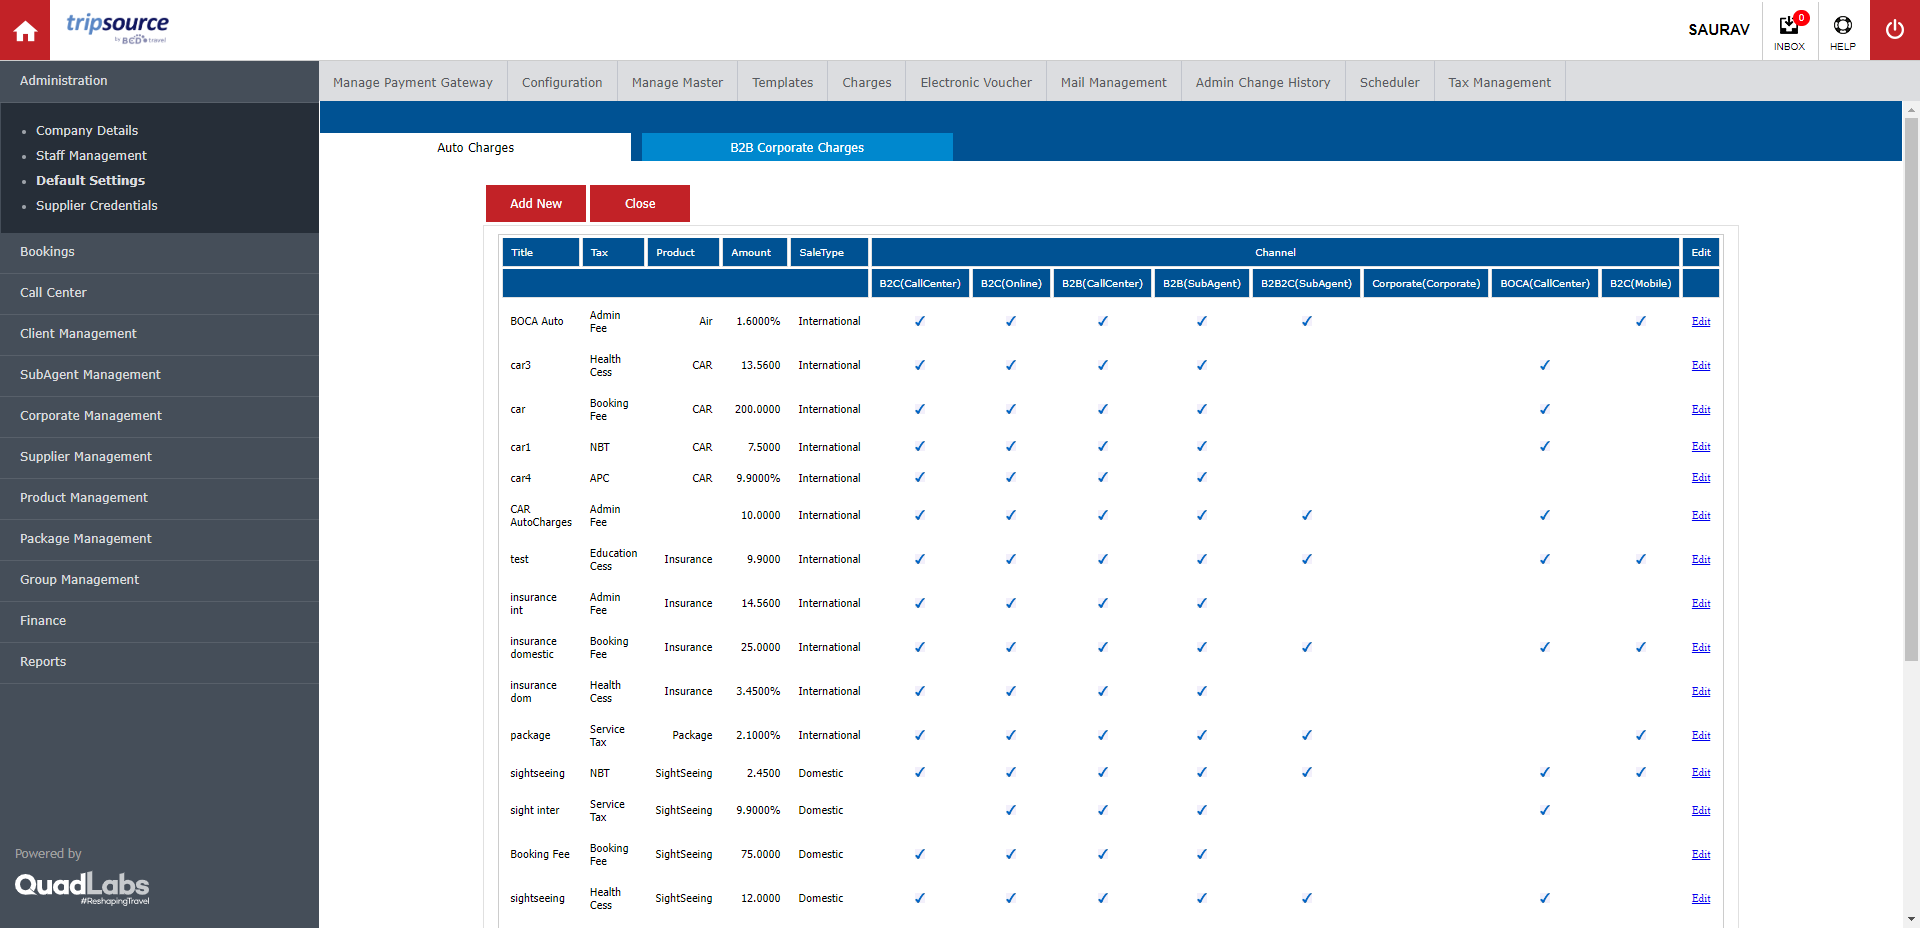 tripsource
by BCD travel
SAURAV
0
INBOX
HELP
Administration
Company Details
Staff Management
Default Settings
Supplier Credentials
Bookings
Call Center
Client Management
SubAgent Management
Corporate Management
Supplier Management
Product Management
Package Management
Group Management
Finance
Reports
Powered by
QuadLabs
#ReshapingTravel
Manage Payment Gateway Configuration Manage Master Templates Charges Electronic Voucher Mail Management Admin Change History Scheduler Tax Management
Auto Charges B2B Corporate Charges
Add New Close
Title Tax Product Amount SaleType Channel Edit
B2C(CallCenter) B2C(Online) B2B(CallCenter) B2B(SubAgent) B2B2C(SubAgent) Corporate(Corporate) BOCA(CallCenter) B2C(Mobile)
BOCA Auto Admin Fee Air 1.6000% International ✓ ✓ ✓ ✓ ✓ ✓ Edit
car3 Health Cess CAR 13.5600 International ✓ ✓ ✓ ✓ ✓ Edit
car Booking Fee CAR 200.0000 International ✓ ✓ ✓ ✓ ✓ Edit
car1 NBT CAR 7.5000 International ✓ ✓ ✓ ✓ ✓ Edit
car4 APC CAR 9.9000% International ✓ ✓ ✓ ✓ Edit
CAR AutoCharges Admin Fee 10.0000 International ✓ ✓ ✓ ✓ ✓ ✓ Edit
test Education Cess Insurance 9.9000 International ✓ ✓ ✓ ✓ ✓ ✓ ✓ Edit
insurance int Admin Fee Insurance 14.5600 International ✓ ✓ ✓ ✓ Edit
insurance domestic Booking Fee Insurance 25.0000 International ✓ ✓ ✓ ✓ ✓ ✓ ✓ Edit
insurance dom Health Cess Insurance 3.4500% International ✓ ✓ ✓ ✓ Edit
package Service Tax Package 2.1000% International ✓ ✓ ✓ ✓ ✓ ✓ Edit
sightseeing NBT SightSeeing 2.4500 Domestic ✓ ✓ ✓ ✓ ✓ ✓ ✓ Edit
sight inter Service Tax SightSeeing 9.9000% Domestic ✓ ✓ ✓ ✓ Edit
Booking Fee Booking Fee SightSeeing 75.0000 Domestic ✓ ✓ ✓ ✓ Edit
sightseeing Health Cess SightSeeing 12.0000 Domestic ✓ ✓ ✓ ✓ ✓ ✓ Edit